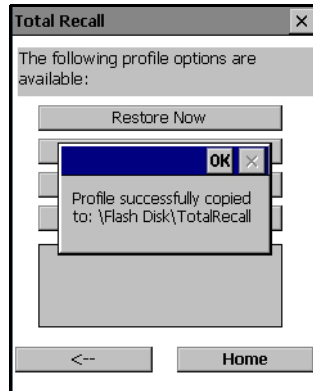 Total Recall
The following profile options are
available:
Restore Now
OK
Profile successfully copied
to: \Flash Disk\TotalRecall
<--
Home